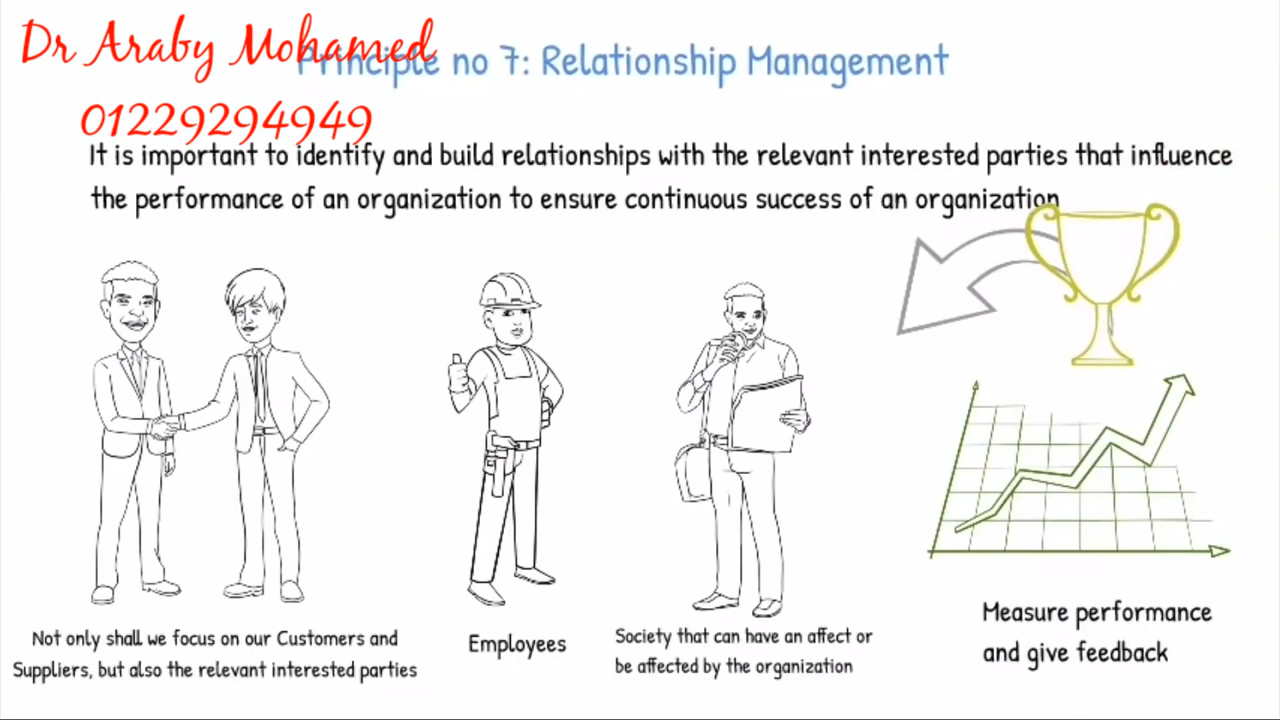 Dr Araby Mohamed
Principle no 7: Relationship Management
01229294949
It is important to identify and build relationships with the relevant interested parties that influence
the performance of an organization to ensure continuous success of an organization
Not only shall we focus on our Customers and
Suppliers, but also the relevant interested parties
Employees
Society that can have an affect or
be affected by the organization
Measure performance
and give feedback